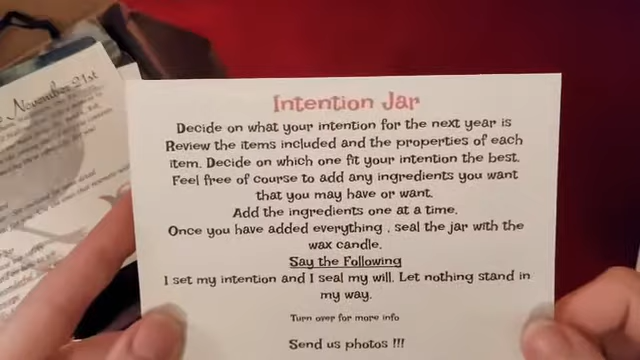 November 21st
Intention Jar
Decide on what your intention for the next year is
Review the items included and the properties of each
item. Decide on which one fit your intention the best.
Feel free of course to add any ingredients you want
that you may have or want.
Add the ingredients one at a time.
Once you have added everything , seal the jar with the
wax candle.
Say the Following
I set my intention and I seal my will. Let nothing stand in
my way.
Turn over for more info
Send us photos !!!